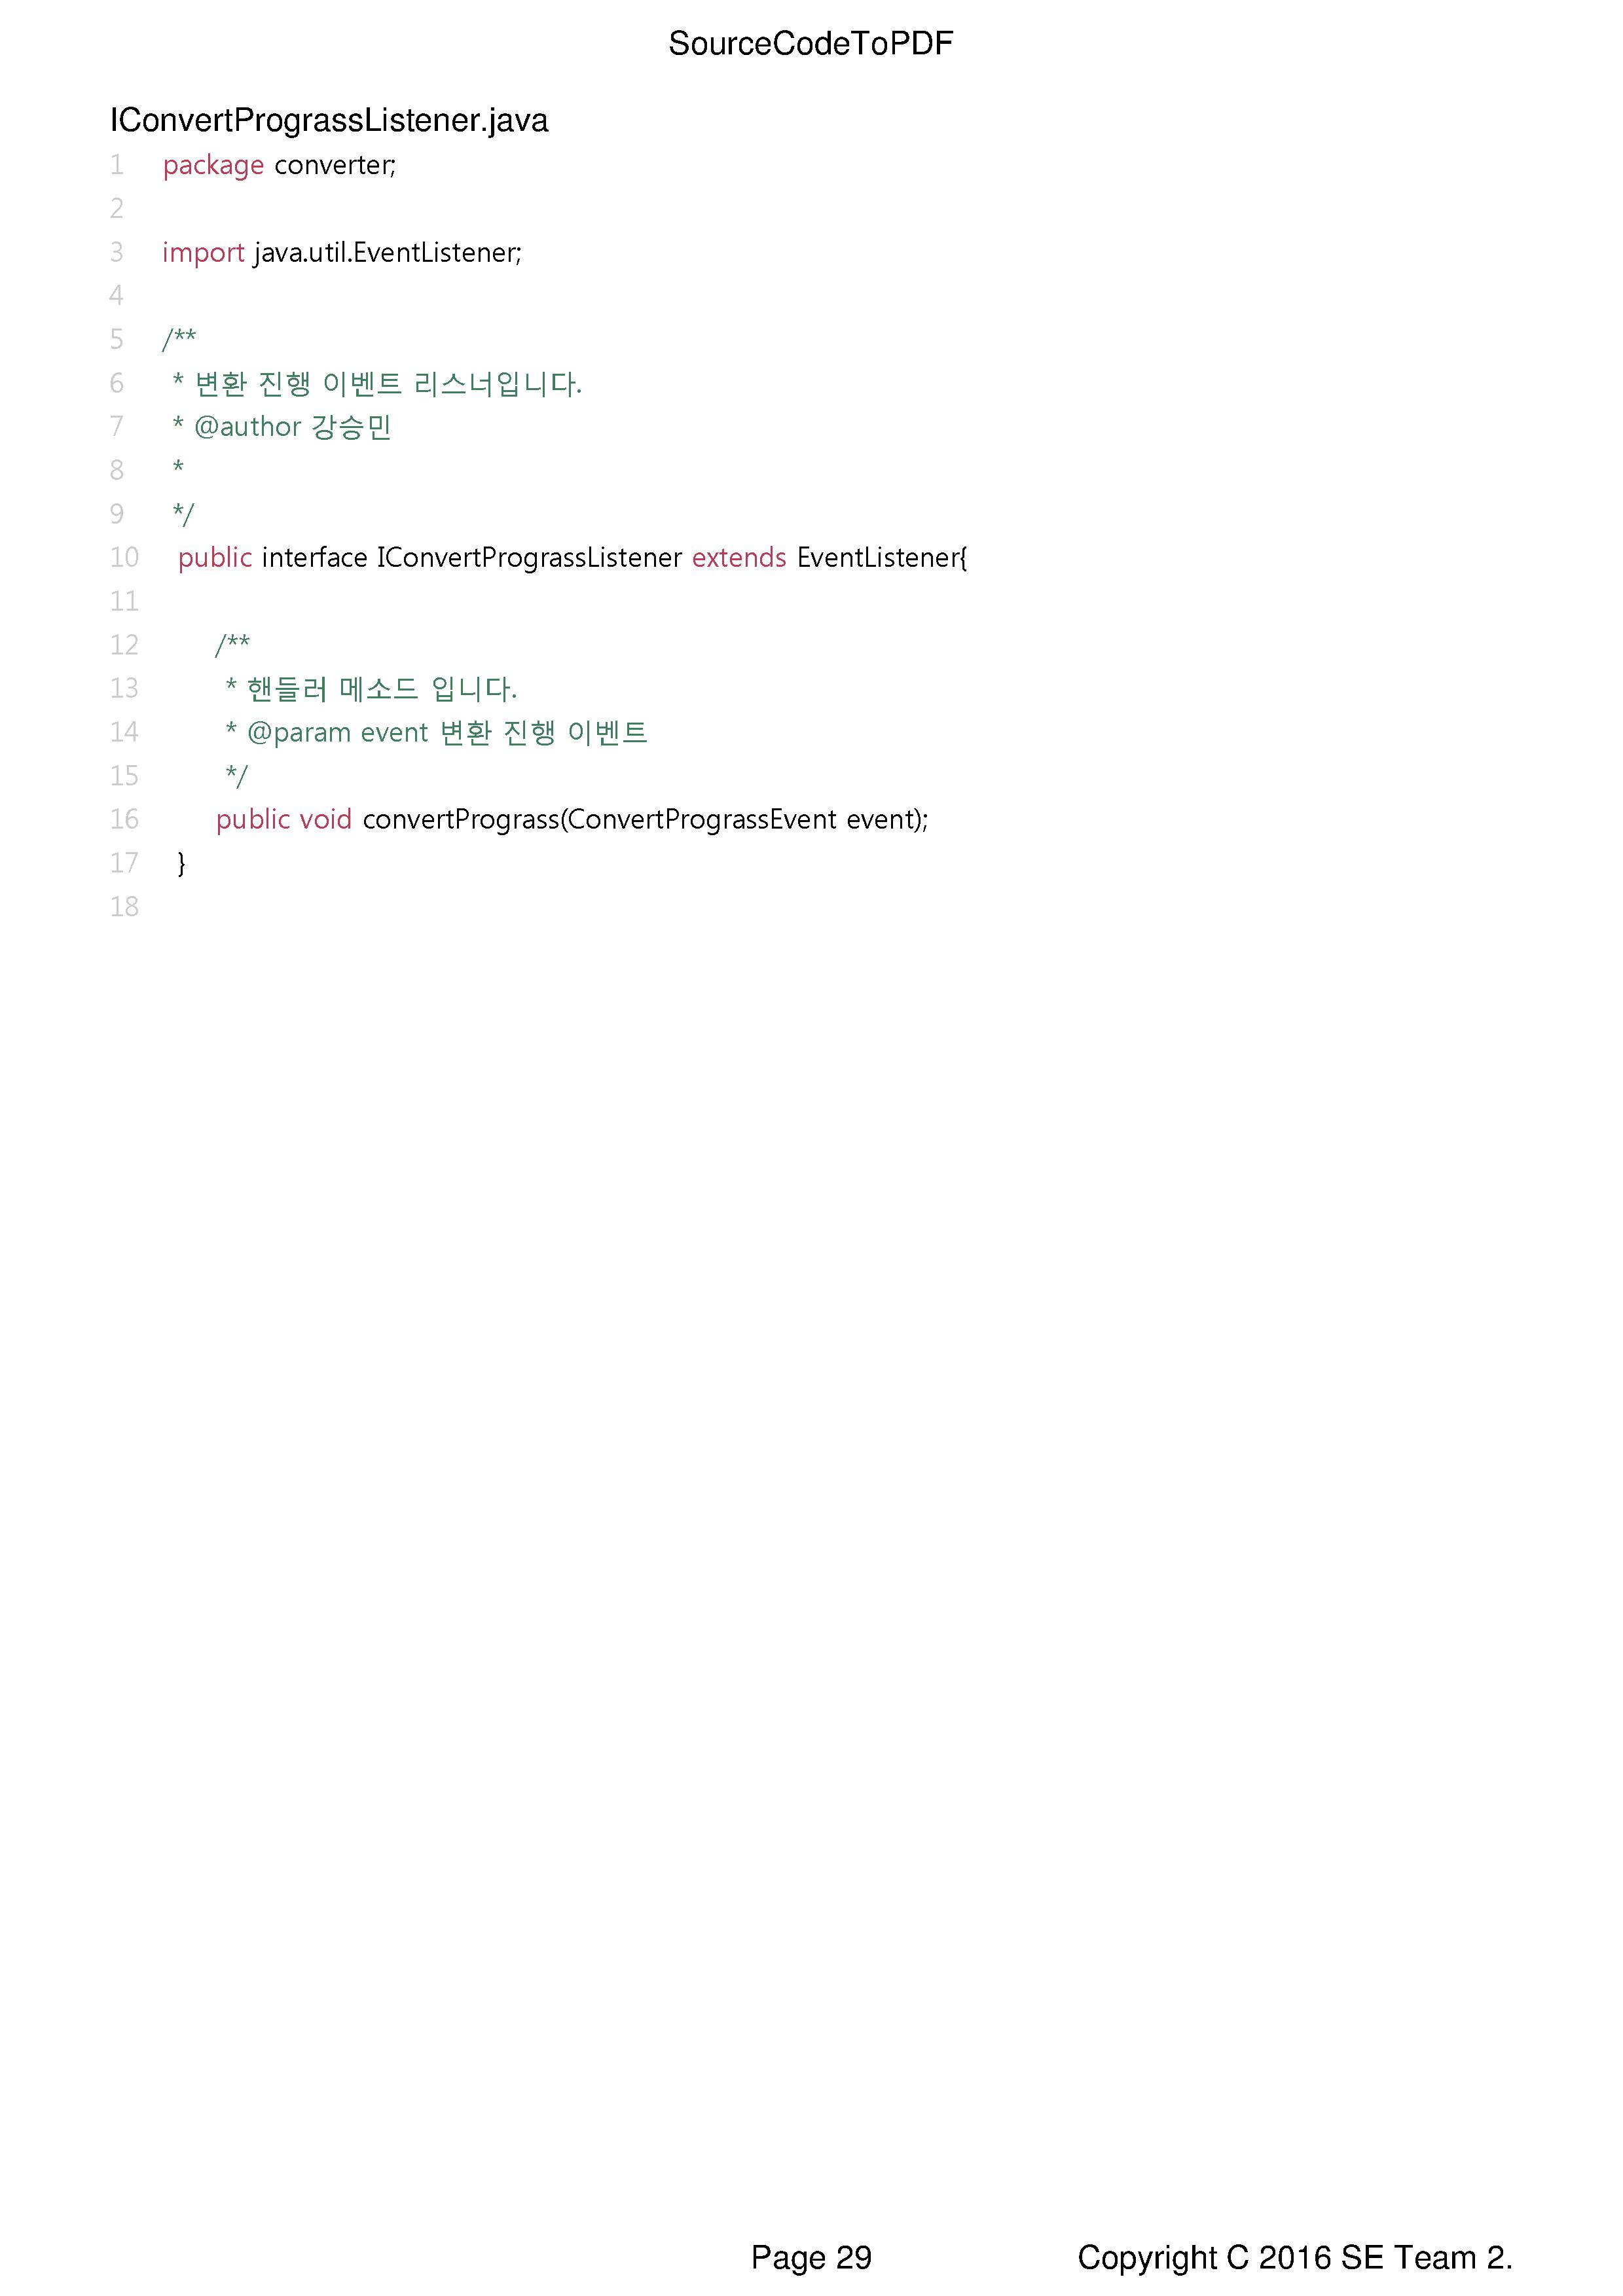 SourceCodeToPDF
IConvertPrograssListener.java
1 package converter;
2
3 import java.util.EventListener;
4
5 /**
6 * 변환 진행 이벤트 리스너입니다.
7 * @author 강승민
8 *
9 */
10 public interface IConvertPrograssListener extends EventListener{
11
12 /**
13 * 핸들러 메소드 입니다.
14 * @param event 변환 진행 이벤트
15 */
16 public void convertPrograss(ConvertPrograssEvent event);
17 }
18
Page 29 Copyright C 2016 SE Team 2.